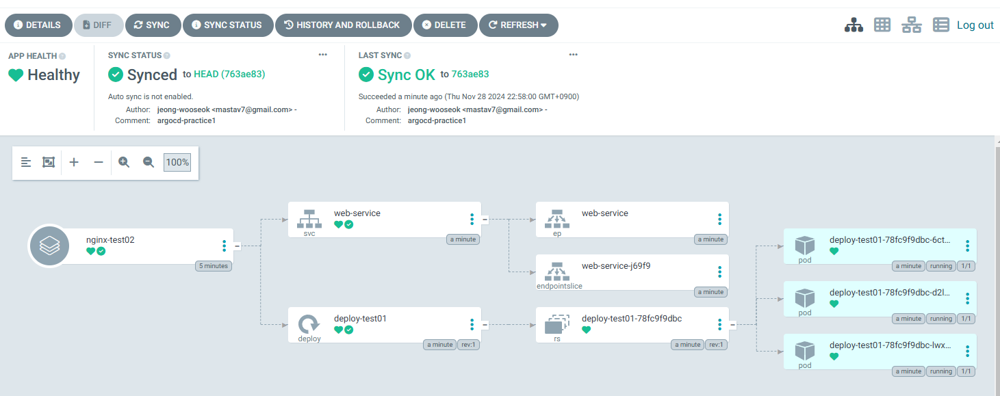 DETAILS DIFF SYNC SYNC STATUS HISTORY AND ROLLBACK DELETE REFRESH Log out
APP HEALTH
Healthy
SYNC STATUS
Synced to HEAD (763ae83)
Auto sync is not enabled.
Author: jeong-wooseok <mastav7@gmail.com> -
Comment: argocd-practice1
LAST SYNC
Sync OK to 763ae83
Succeeded a minute ago (Thu Nov 28 2024 22:58:00 GMT+0900)
Author: jeong-wooseok <mastav7@gmail.com> -
Comment: argocd-practice1
100%
nginx-test02
5 minutes
web-service
svc
a minute
deploy-test01
deploy
a minute rev:1
web-service
ep
a minute
web-service-j69f9
endpointslice
a minute
deploy-test01-78fc9f9dbc
rs
a minute rev:1
deploy-test01-78fc9f9dbc-6ct...
pod
a minute running 1/1
deploy-test01-78fc9f9dbc-d2l...
pod
a minute running 1/1
deploy-test01-78fc9f9dbc-lwx...
pod
a minute running 1/1